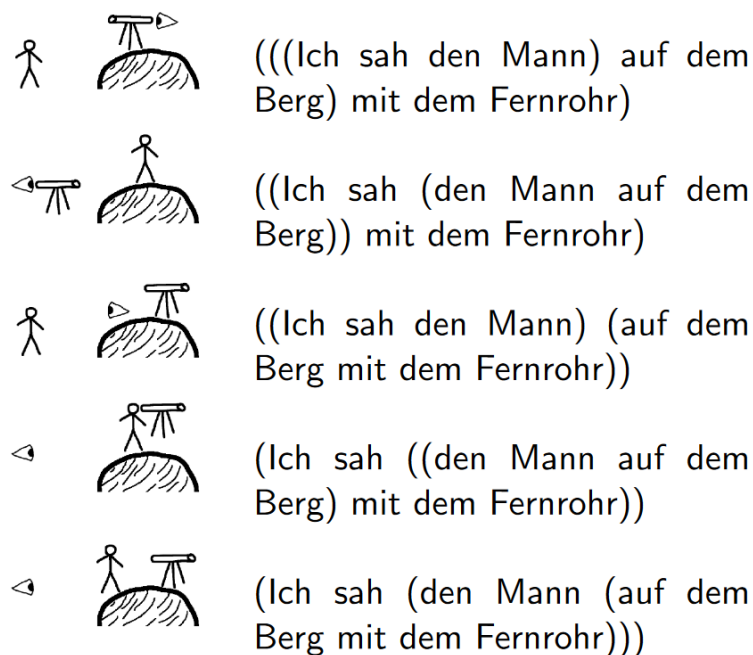 (((Ich sah den Mann) auf dem
Berg) mit dem Fernrohr)
((Ich sah (den Mann auf dem
Berg)) mit dem Fernrohr)
((Ich sah den Mann) (auf dem
Berg mit dem Fernrohr))
(Ich sah ((den Mann auf dem
Berg) mit dem Fernrohr))
(Ich sah (den Mann (auf dem
Berg mit dem Fernrohr)))